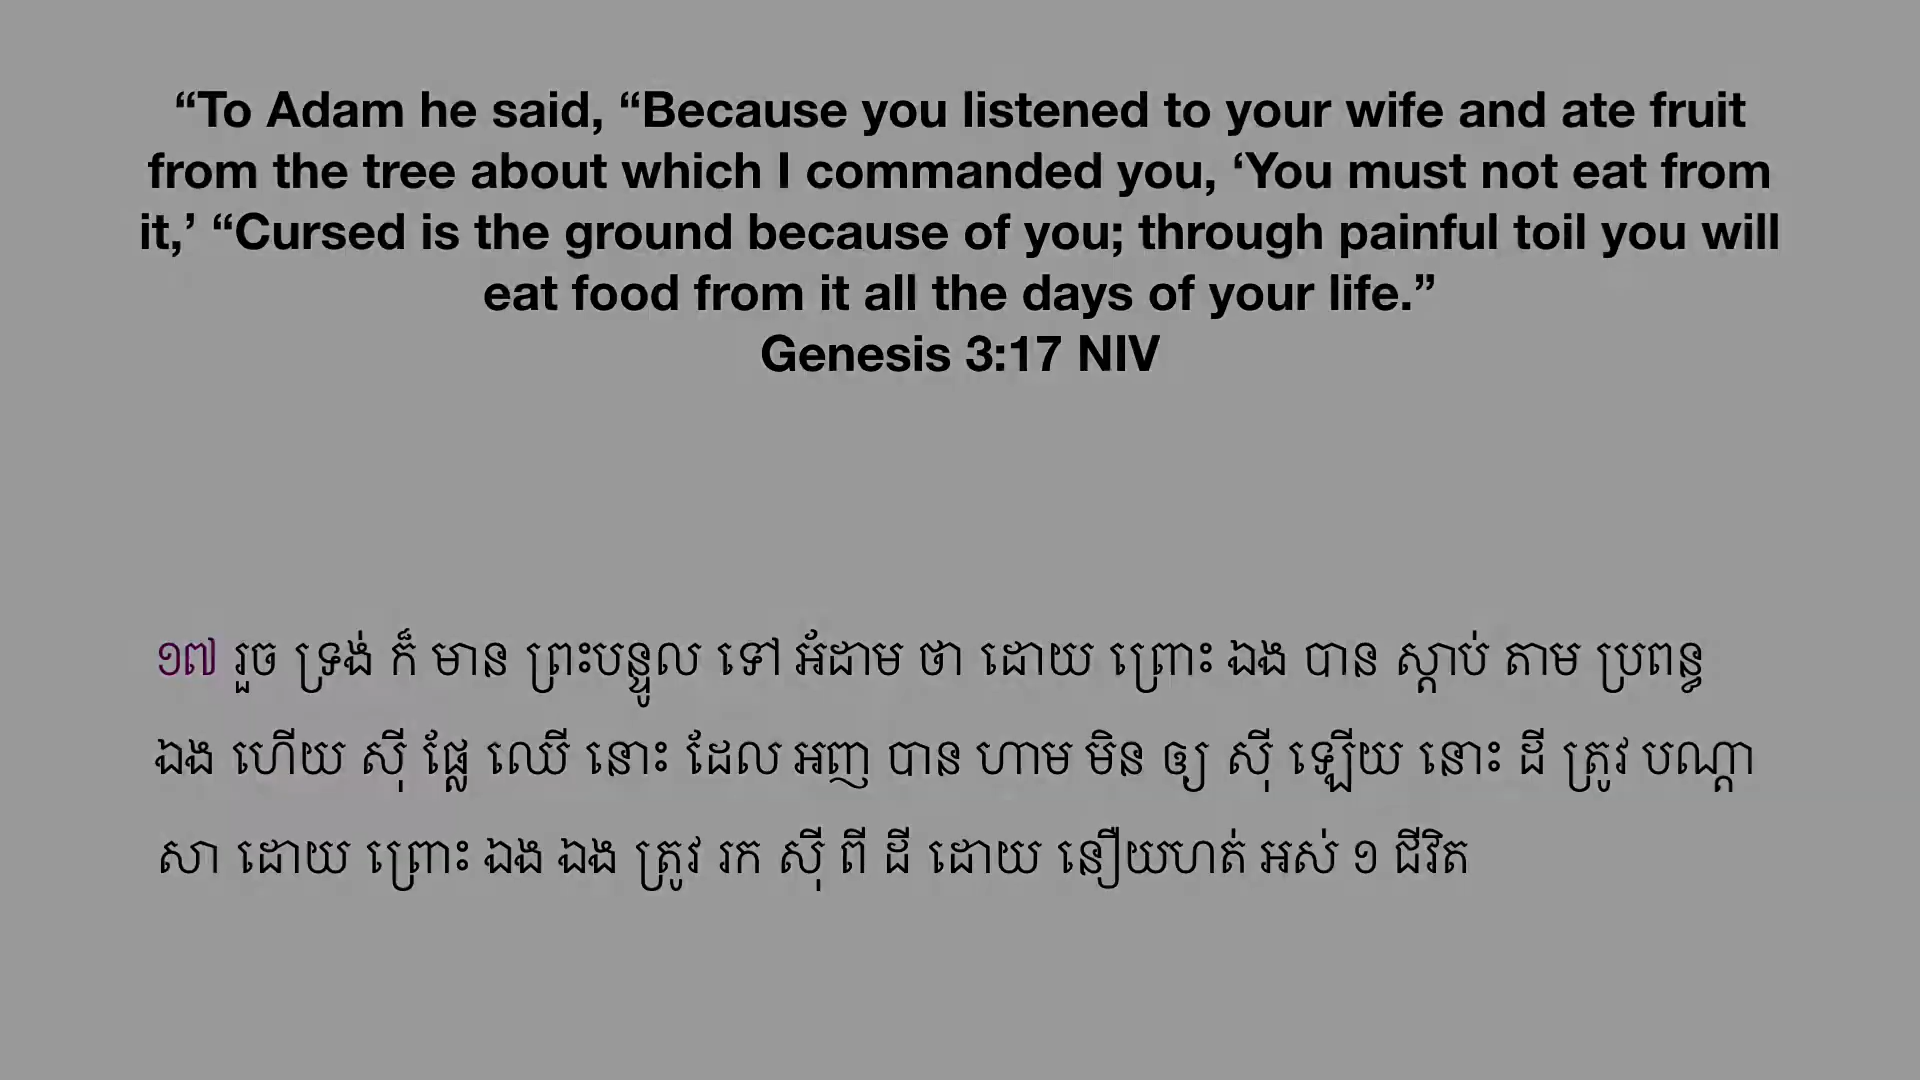 “To Adam he said, “Because you listened to your wife and ate fruit
from the tree about which I commanded you, ‘You must not eat from
it,’ “Cursed is the ground because of you; through painful toil you will
eat food from it all the days of your life.”
Genesis 3:17 NIV
១៧ រួច ទ្រង់ ក៏ មាន ព្រះបន្ទូល ទៅ អ័ដាម ថា ដោយ ព្រោះ ឯង បាន ស្តាប់ តាម ប្រពន្ធ
ឯង ហើយ ស៊ី ផ្លែ ឈើ នោះ ដែល អញ បាន ហាម មិន ឲ្យ ស៊ី ឡើយ នោះ ដី ត្រូវ បណ្តា
សា ដោយ ព្រោះ ឯង ឯង ត្រូវ រក ស៊ី ពី ដី ដោយ នឿយហត់ អស់ ១ ជីវិត